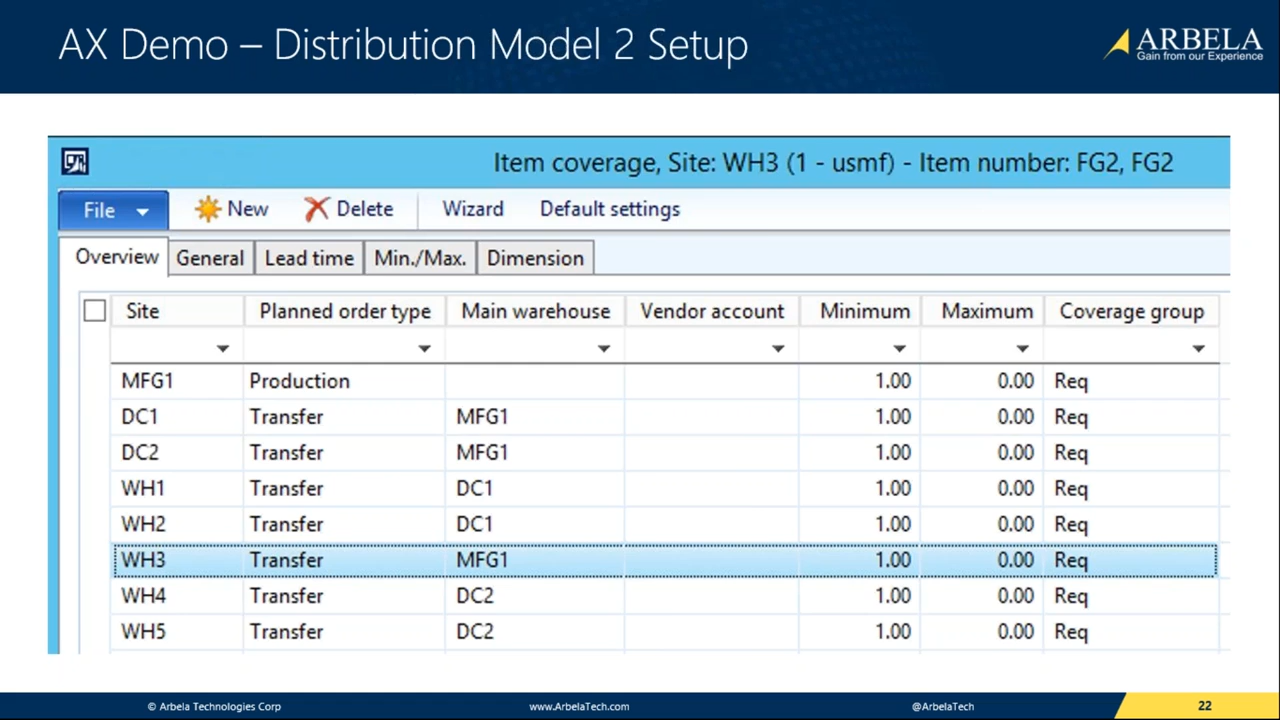 AX Demo – Distribution Model 2 Setup
ARBELA
Gain from our Experience
Item coverage, Site: WH3 (1 - usmf) - Item number: FG2, FG2
File New Delete Wizard Default settings
Overview General Lead time Min./Max. Dimension
Site Planned order type Main warehouse Vendor account Minimum Maximum Coverage group
MFG1 Production 1.00 0.00 Req
DC1 Transfer MFG1 1.00 0.00 Req
DC2 Transfer MFG1 1.00 0.00 Req
WH1 Transfer DC1 1.00 0.00 Req
WH2 Transfer DC1 1.00 0.00 Req
WH3 Transfer MFG1 1.00 0.00 Req
WH4 Transfer DC2 1.00 0.00 Req
WH5 Transfer DC2 1.00 0.00 Req
© Arbela Technologies Corp www.ArbelaTech.com @ArbelaTech 22